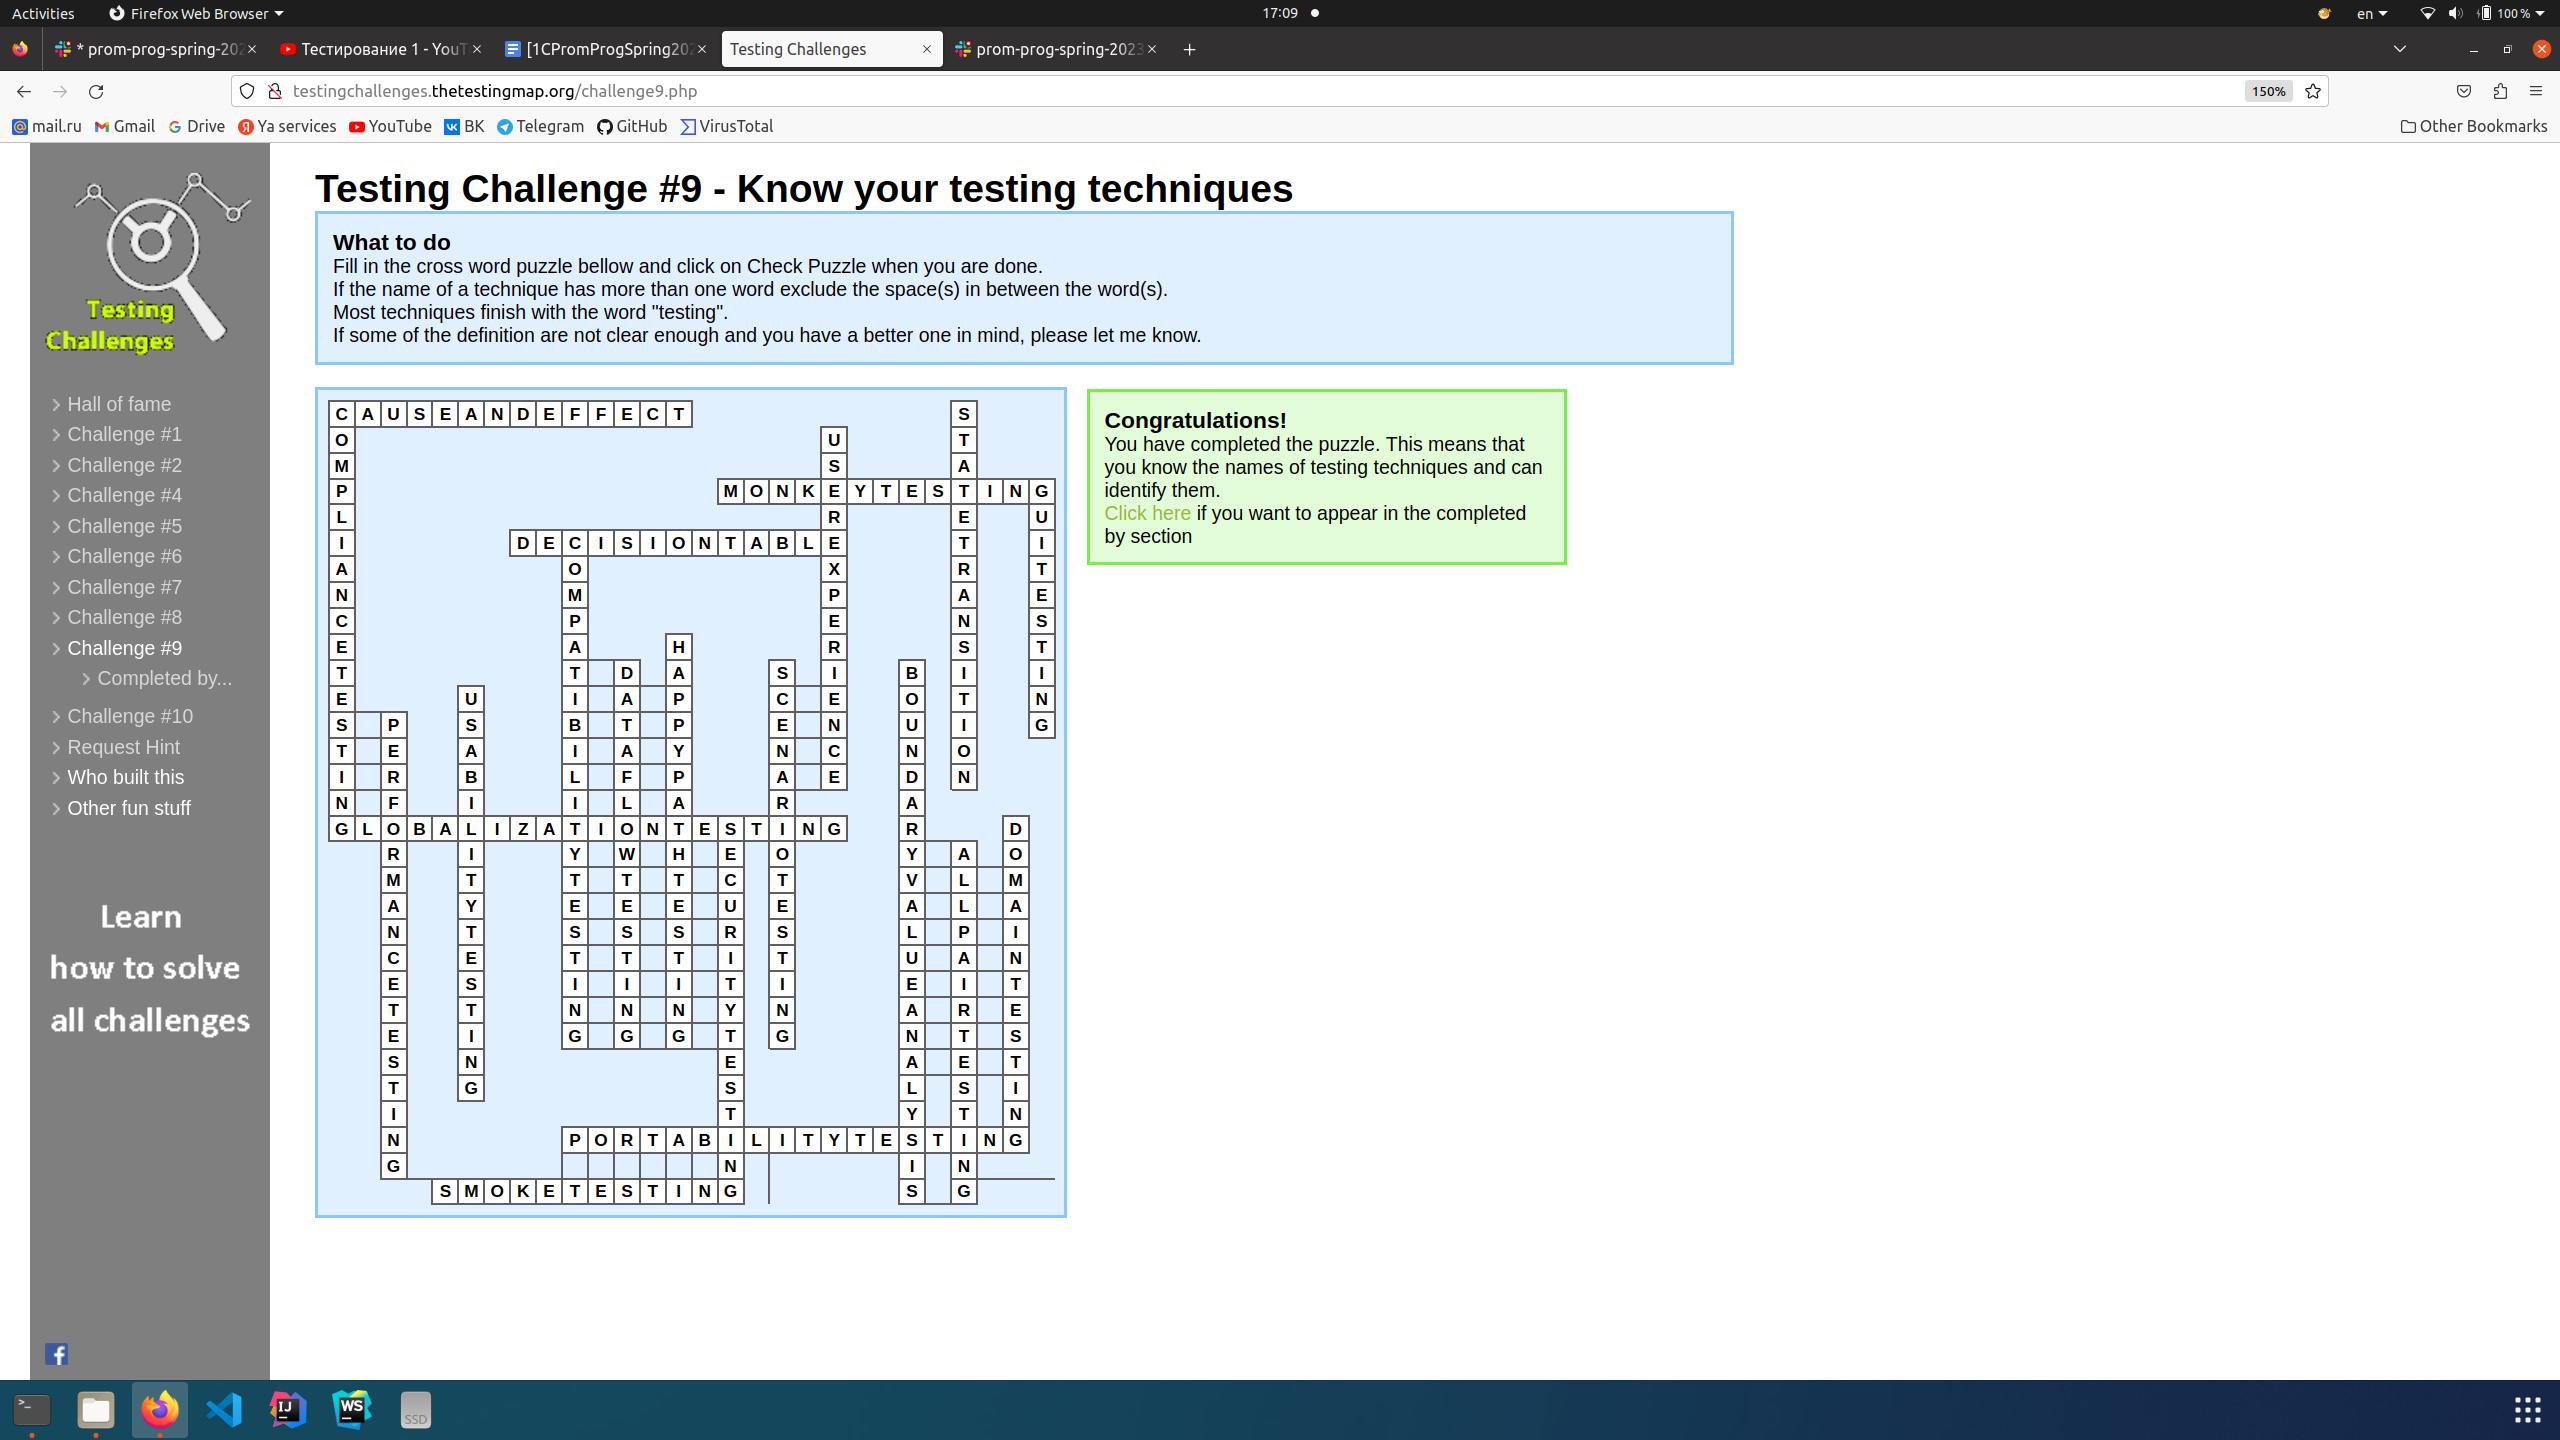 Activities Firefox Web Browser 17:09 en 100 %
* prom-prog-spring-202 Тестирование 1 - YouT [1CPromProgSpring202 Testing Challenges prom-prog-spring-2023
testingchallenges.thetestingmap.org/challenge9.php 150%
mail.ru Gmail Drive Ya services YouTube ВК Telegram GitHub VirusTotal Other Bookmarks
Testing
Challenges
Hall of fame
Challenge #1
Challenge #2
Challenge #4
Challenge #5
Challenge #6
Challenge #7
Challenge #8
Challenge #9
Completed by...
Challenge #10
Request Hint
Who built this
Other fun stuff
Learn
how to solve
all challenges
Testing Challenge #9 - Know your testing techniques
What to do
Fill in the cross word puzzle bellow and click on Check Puzzle when you are done.
If the name of a technique has more than one word exclude the space(s) in between the word(s).
Most techniques finish with the word "testing".
If some of the definition are not clear enough and you have a better one in mind, please let me know.
CAUSEANDEFFECT
COMPLIANCETESTING
STATETRANSITION
USEREXPERIENCE
MONKEYTESTING
GUITESTING
DECISIONTABLE
COMPATIBILITYTESTING
HAPPYPATHTESTING
DATAFLOWTESTING
SCENARIOTESTING
BOUNDARYVALUEANALYSIS
USABILITYTESTING
PERFORMANCETESTING
GLOBALIZATIONTESTING
SECURITYTESTING
DOMAINTESTING
ALLPAIRTESTING
PORTABILITYTESTING
SMOKETESTING
Congratulations!
You have completed the puzzle. This means that
you know the names of testing techniques and can
identify them.
Click here if you want to appear in the completed
by section
IJ
WS
SSD